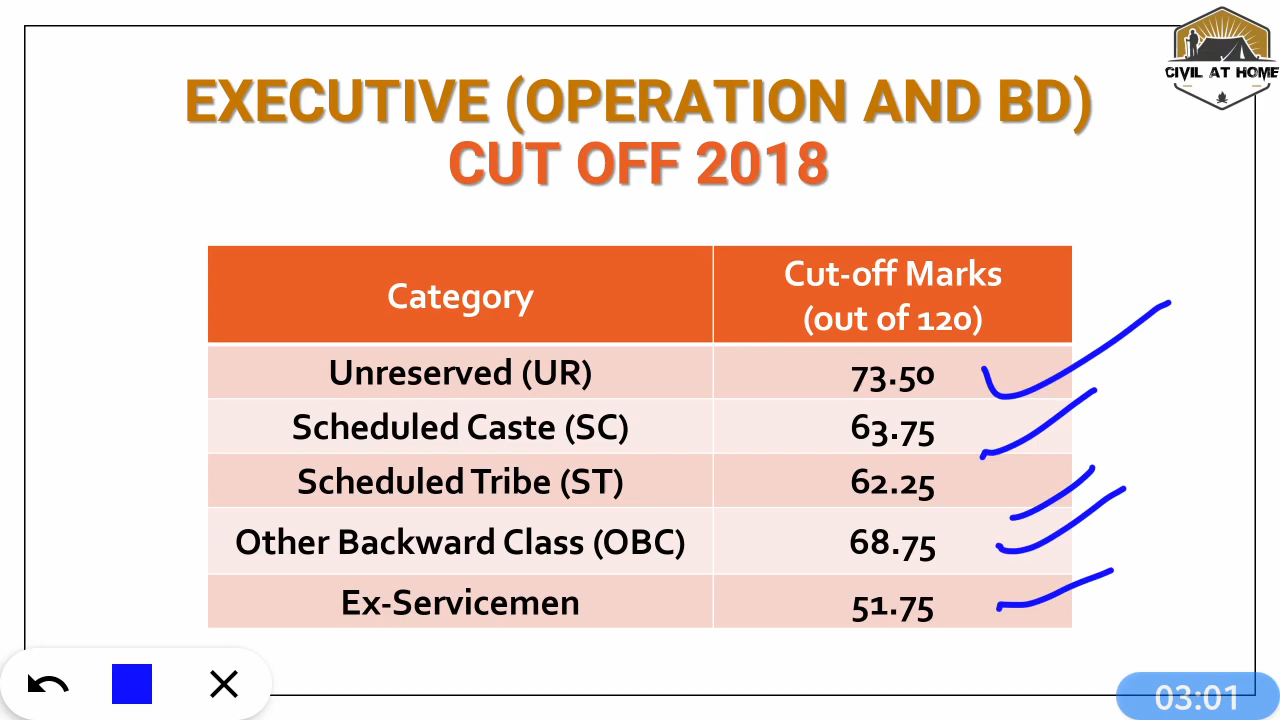 CIVIL AT HOME
EXECUTIVE (OPERATION AND BD)
CUT OFF 2018
Category
Cut-off Marks
(out of 120)
Unreserved (UR) 73.50
Scheduled Caste (SC) 63.75
Scheduled Tribe (ST) 62.25
Other Backward Class (OBC) 68.75
Ex-Servicemen 51.75
03:01